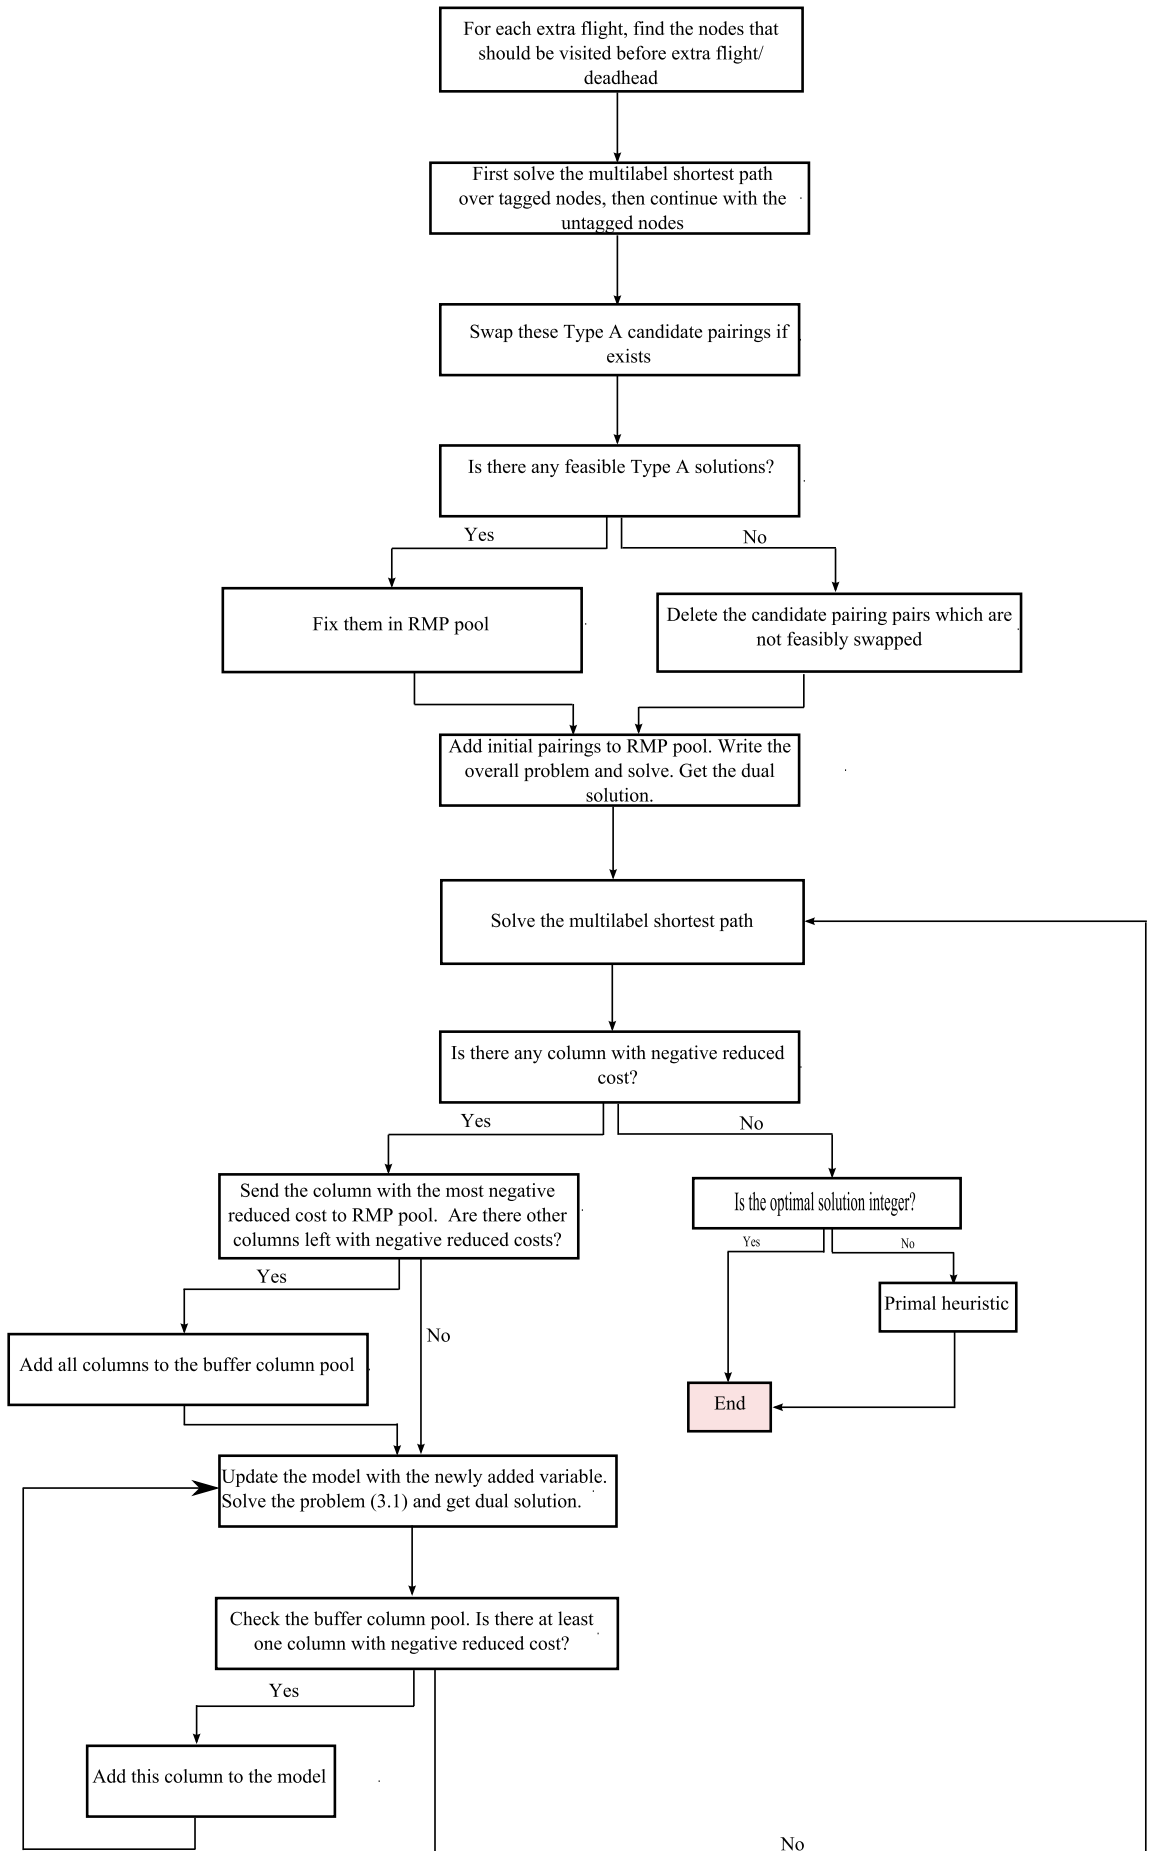 For each extra flight, find the nodes that
should be visited before extra flight/
deadhead
First solve the multilabel shortest path
over tagged nodes, then continue with the
untagged nodes
Swap these Type A candidate pairings if
exists
Is there any feasible Type A solutions?
Yes
No
Fix them in RMP pool
Delete the candidate pairing pairs which are
not feasibly swapped
Add initial pairings to RMP pool. Write the
overall problem and solve. Get the dual
solution.
Solve the multilabel shortest path
Is there any column with negative reduced
cost?
Yes
No
Send the column with the most negative
reduced cost to RMP pool.  Are there other
columns left with negative reduced costs?
Is the optimal solution integer?
Yes
No
Yes
No
Primal heuristic
Add all columns to the buffer column pool
End
Update the model with the newly added variable.
Solve the problem (3.1) and get dual solution.
Check the buffer column pool. Is there at least
one column with negative reduced cost?
Yes
Add this column to the model
No